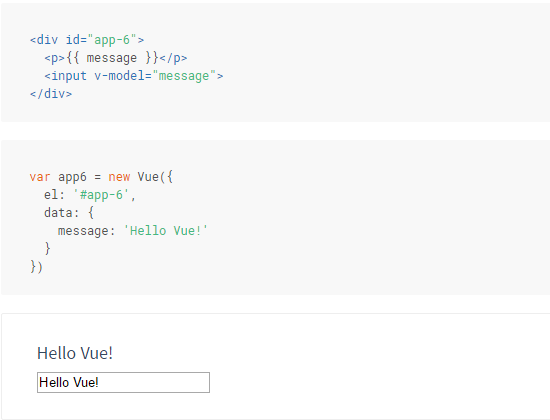 <div id="app-6">
  <p>{{ message }}</p>
  <input v-model="message">
</div>
var app6 = new Vue({
  el: '#app-6',
  data: {
    message: 'Hello Vue!'
  }
})
Hello Vue!
Hello Vue!